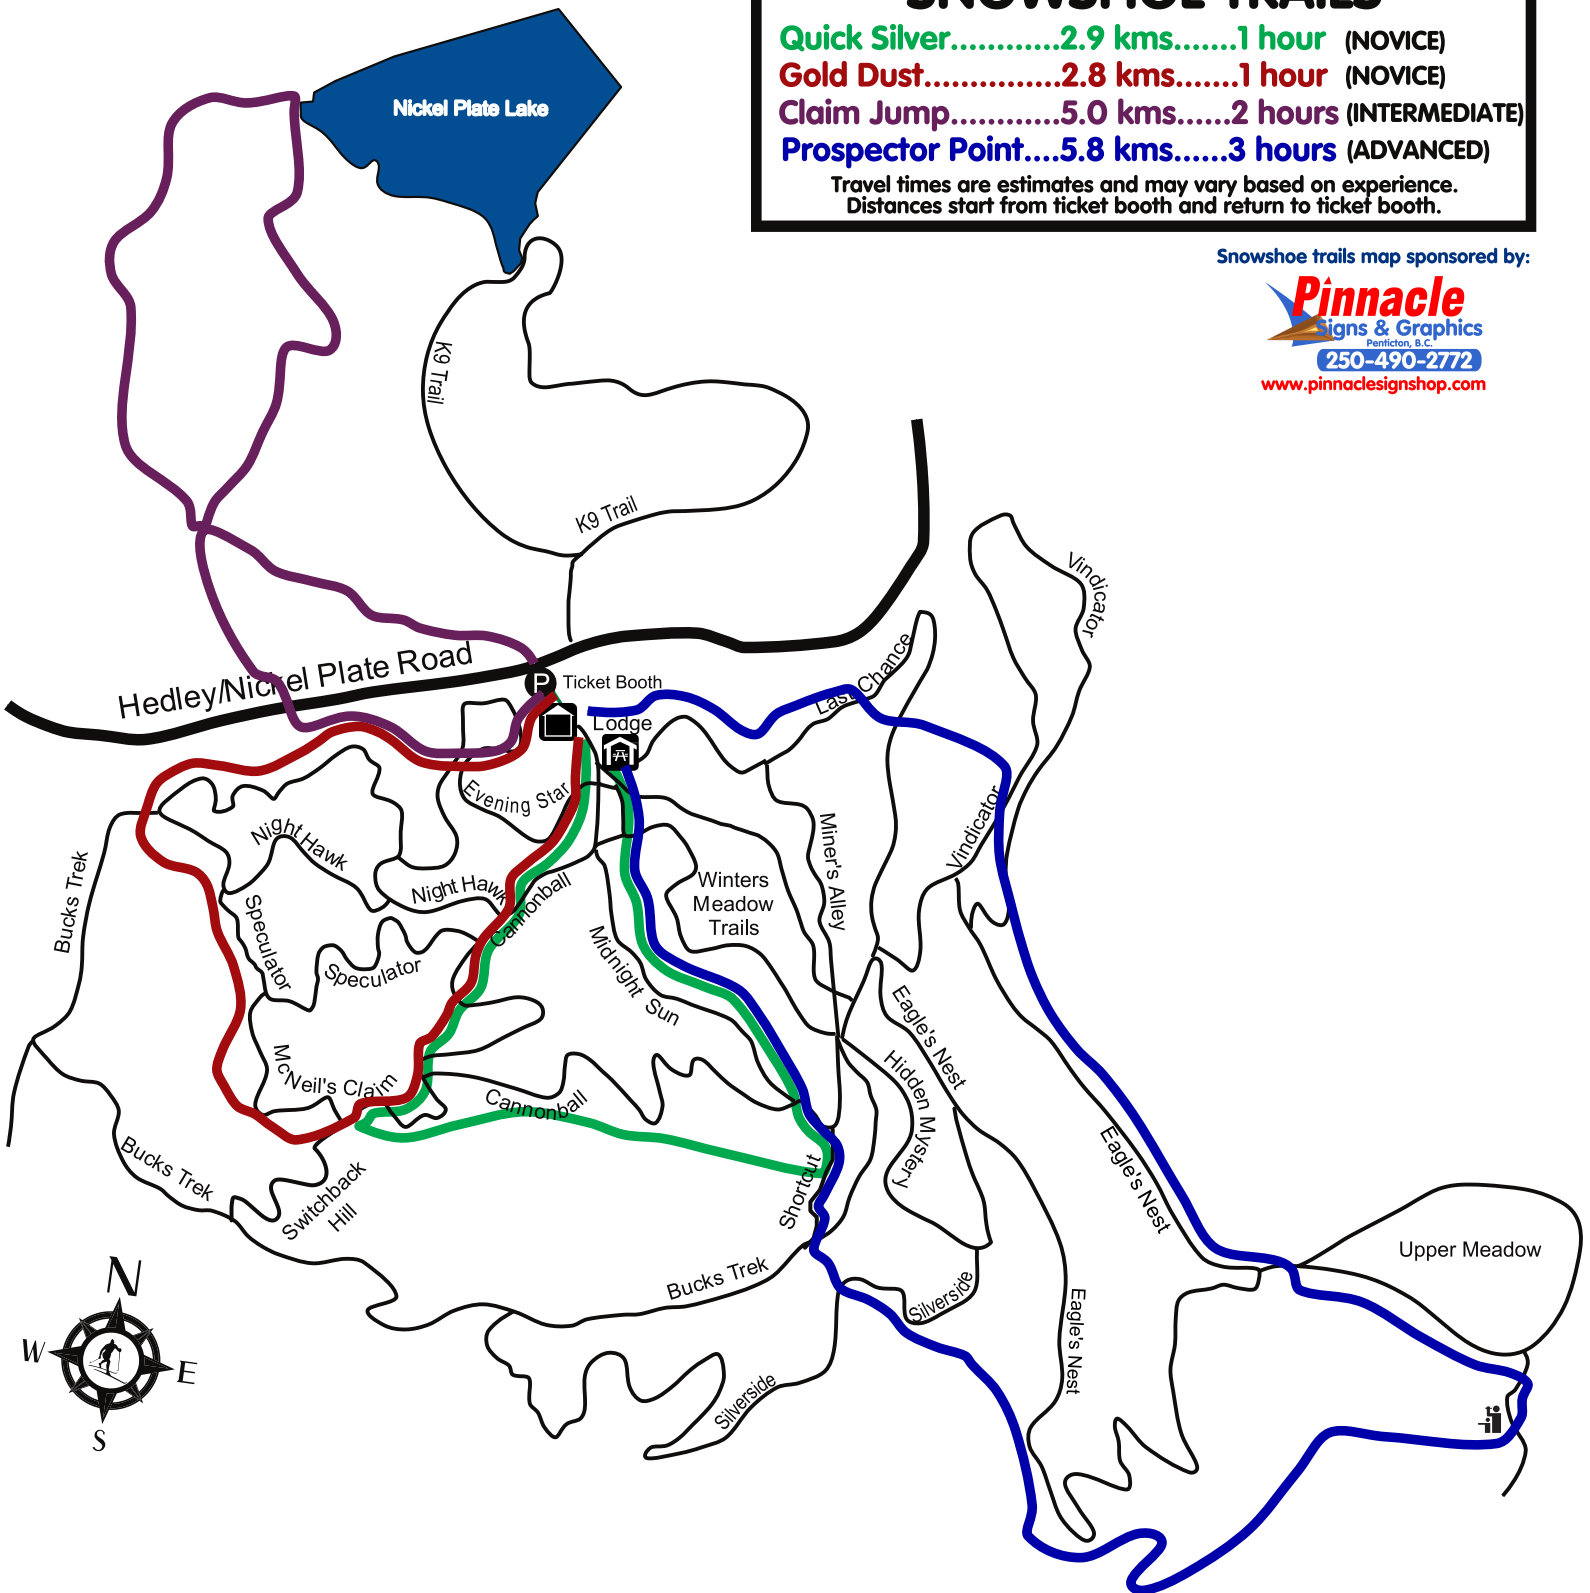 SNOWSHOE TRAILS
Quick Silver............2.9 kms.......1 hour (NOVICE)
Gold Dust...............2.8 kms.......1 hour (NOVICE)
Claim Jump............5.0 kms......2 hours (INTERMEDIATE)
Prospector Point....5.8 kms......3 hours (ADVANCED)
Travel times are estimates and may vary based on experience.
Distances start from ticket booth and return to ticket booth.
Snowshoe trails map sponsored by:
Pinnacle
Signs & Graphics
Penticton, B.C.
250-490-2772
www.pinnaclesignshop.com
Nickel Plate Lake
K9 Trail
K9 Trail
Vindicator
Hedley/Nickel Plate Road
P
Ticket Booth
Lodge
Last Chance
Evening Star
Night Hawk
Night Hawk
Cannonball
Vindicator
Miner's Alley
Winters
Meadow
Trails
Bucks Trek
Speculator
Speculator
Midnight Sun
Eagle's Nest
Hidden Mystery
McNeil's Claim
Cannonball
Bucks Trek
Switchback
Hill
Shortcut
Eagle's Nest
Upper Meadow
Bucks Trek
Silverside
Eagle's Nest
Silverside
N
W
E
S